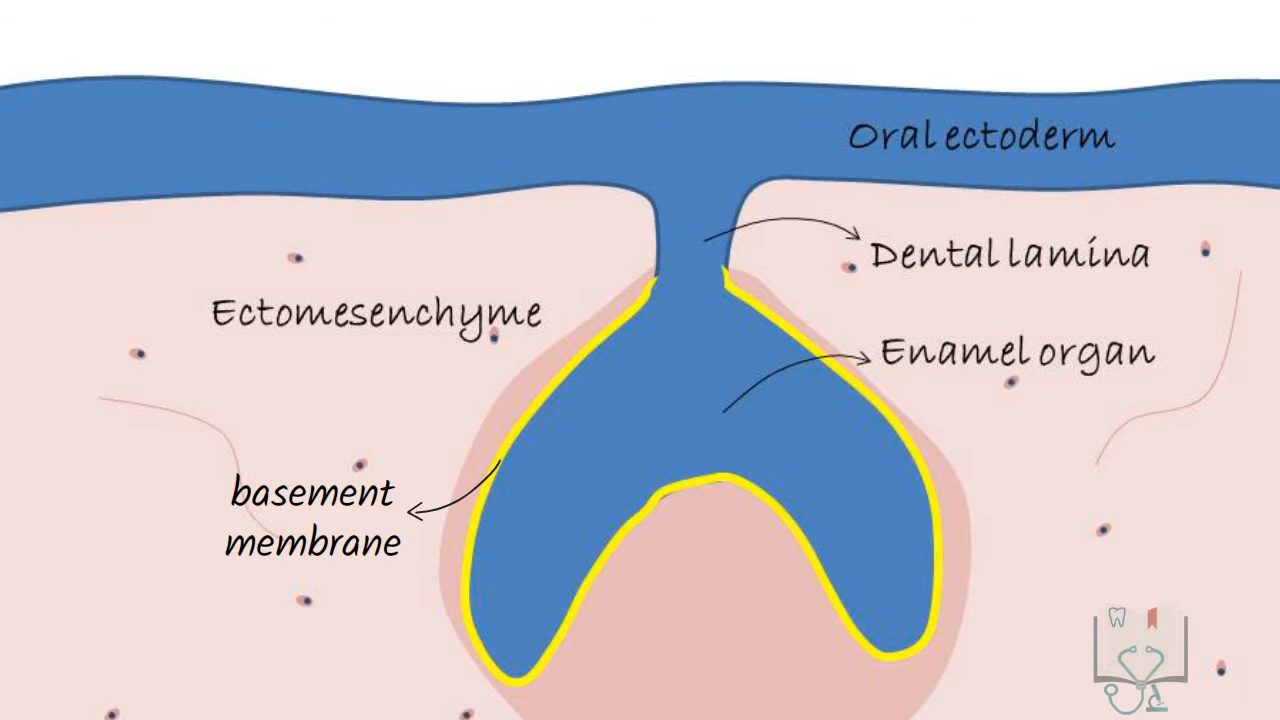 Oral ectoderm
Dental lamina
Ectomesenchyme
Enamel organ
basement
membrane